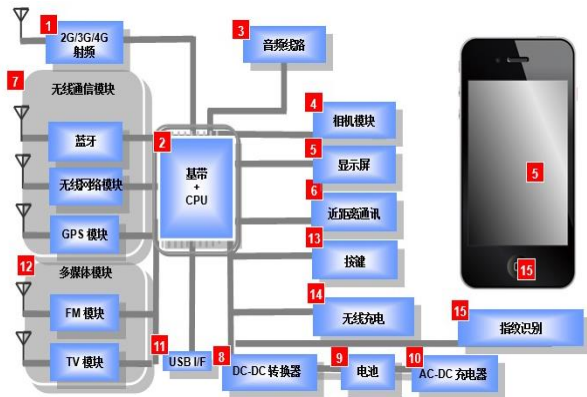 1
2G/3G/4G
射频
3
音频线路
7
无线通信模块
蓝牙
无线网络模块
GPS 模块
2
基带
+
CPU
4
相机模块
5
显示屏
6
近距离通讯
13
按键
14
无线充电
15
指纹识别
12
多媒体模块
FM 模块
TV 模块
11
USB I/F
8
DC-DC 转换器
9
电池
10
AC-DC 充电器
5
15